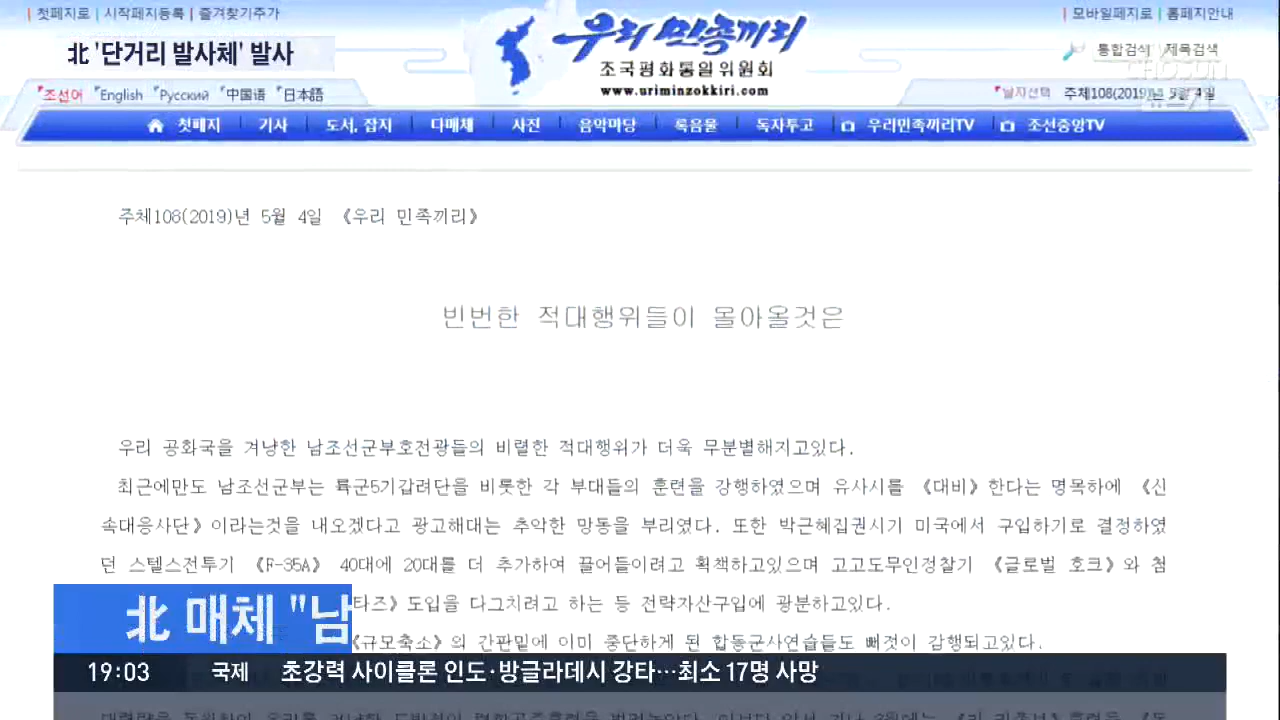 첫페지로 | 시작페지등록 | 즐겨찾기추가
모바일페지로 | 홈페지안내
北 '단거리 발사체' 발사
우리 민족끼리
조국평화통일위원회
www.uriminzokkiri.com
통합검색 제목검색
CHOSUN
조선어 English Русский 中国语 日本語
날자선택 주체108(2019)년 5월 4일
첫페지 기사 도서, 잡지 다매체 사진 음악마당 록음물 독자투고 우리민족끼리TV 조선중앙TV
주체108(2019)년 5월 4일 《우리 민족끼리》
빈번한 적대행위들이 몰아올것은
우리 공화국을 겨냥한 남조선군부호전광들의 비렬한 적대행위가 더욱 무분별해지고있다.
최근에만도 남조선군부는 륙군5기갑려단을 비롯한 각 부대들의 훈련을 강행하였으며 유사시를 《대비》한다는 명목하에 《신
속대응사단》이라는것을 내오겠다고 광고해대는 추악한 망동을 부리였다. 또한 박근혜집권시기 미국에서 구입하기로 결정하였
던 스텔스전투기 《F-35A》 40대에 20대를 더 추가하여 끌어들이려고 획책하고있으며 고고도무인정찰기 《글로벌 호크》와 첨
타즈》도입을 다그치려고 하는 등 전략자산구입에 광분하고있다.
《규모축소》의 간판밑에 이미 중단하게 된 합동군사연습들도 뻐젓이 감행되고있다.
北 매체 "남
19:03 국제 초강력 사이클론 인도·방글라데시 강타…최소 17명 사망